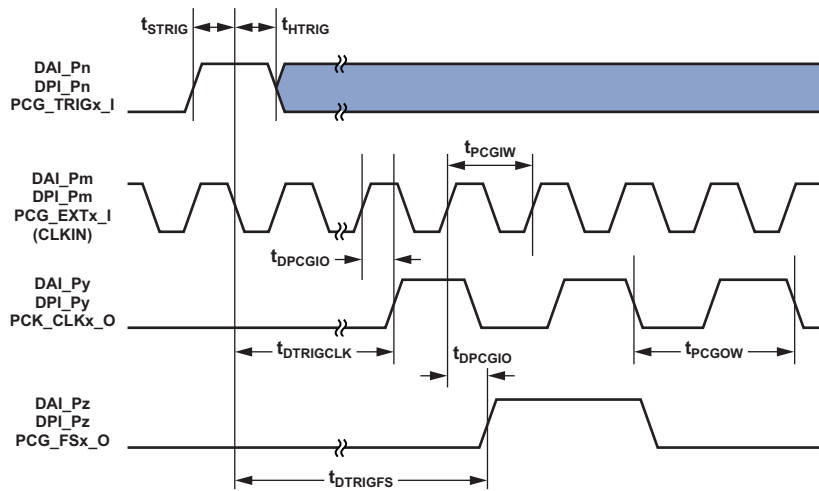 tSTRIG
tHTRIG
DAI_Pn
DPI_Pn
PCG_TRIGx_I
DAI_Pm
DPI_Pm
PCG_EXTx_I
(CLKIN)
tPCGIW
tDPCGIO
DAI_Py
DPI_Py
PCK_CLKx_O
tDTRIGCLK
tDPCGIO
tPCGOW
DAI_Pz
DPI_Pz
PCG_FSx_O
tDTRIGFS